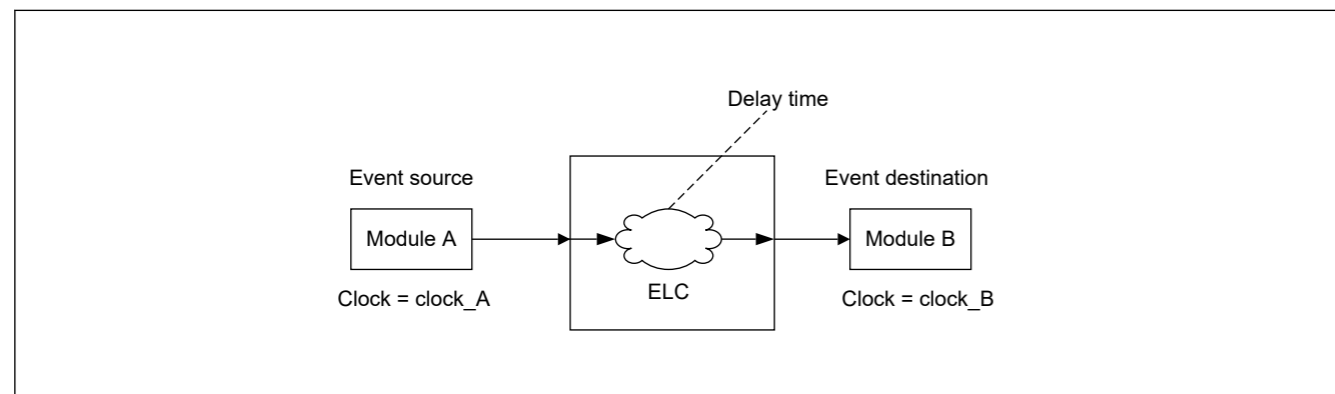 Delay time
Event source
Event destination
Module A
Module B
ELC
Clock = clock_A
Clock = clock_B